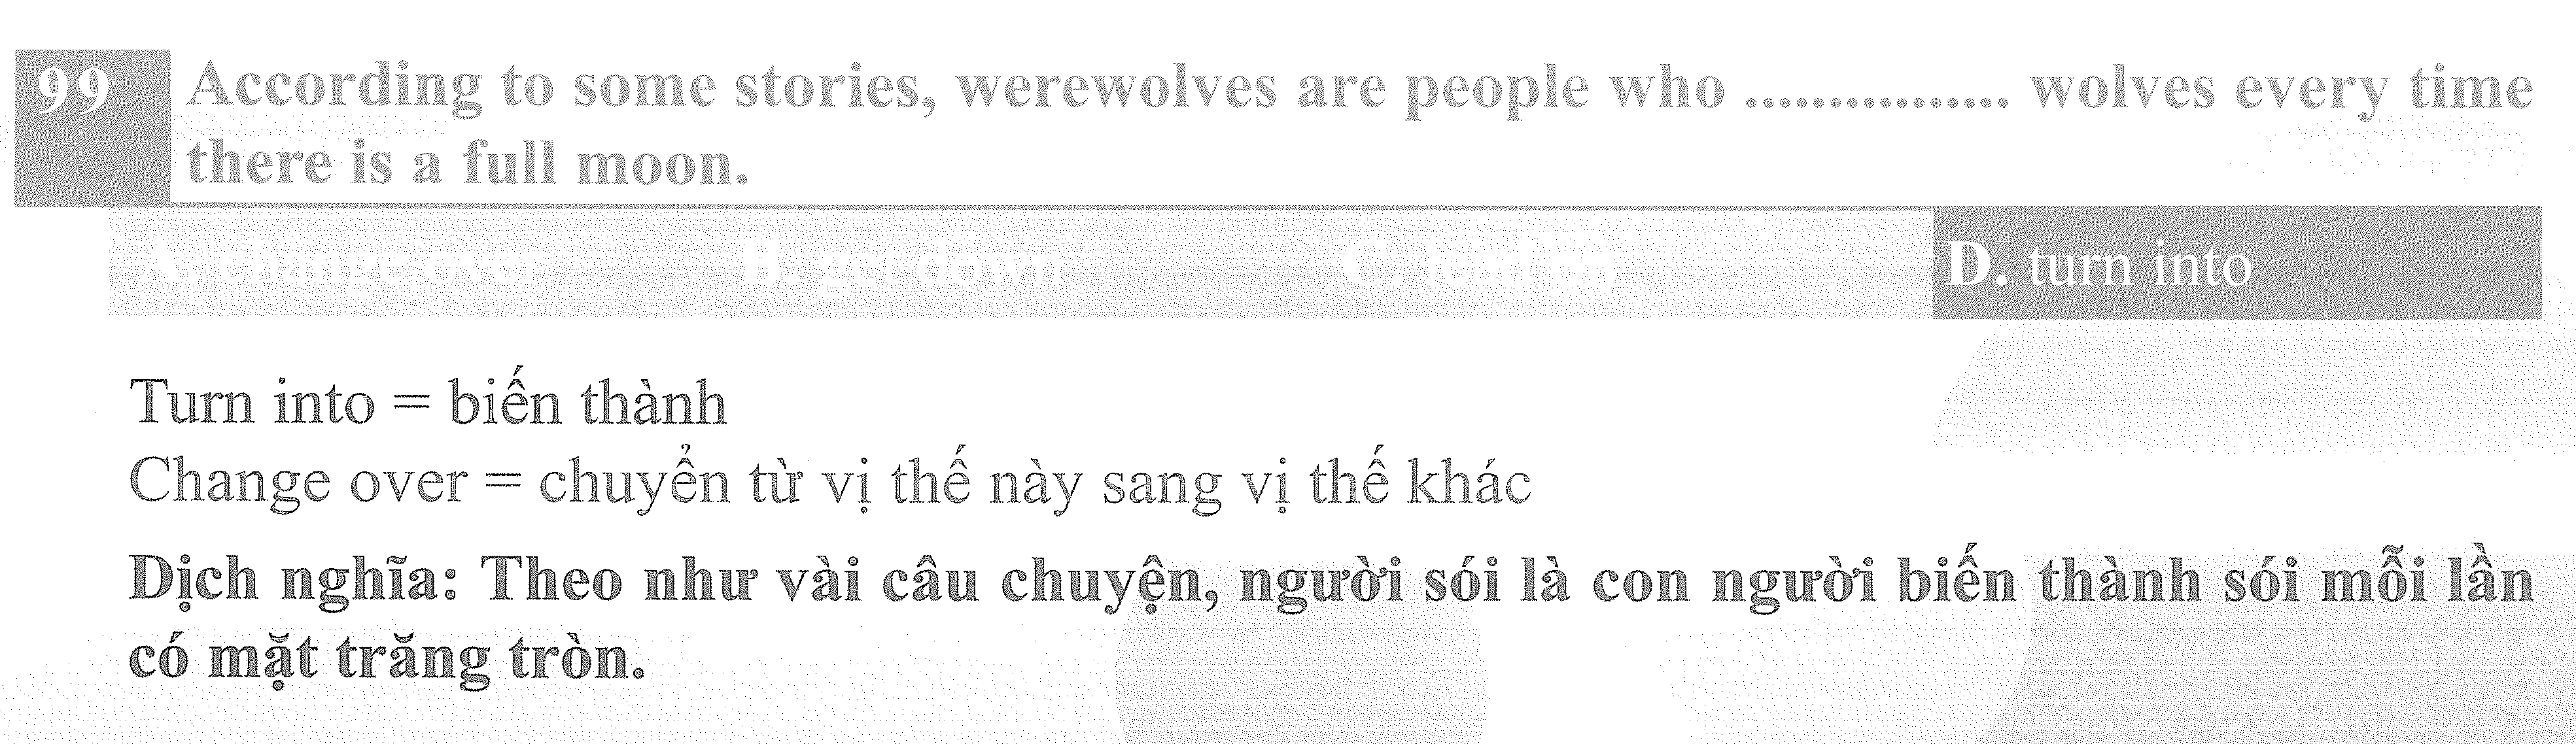 99 According to some stories, werewolves are people who ............... wolves every time
there is a full moon.
A. change over B. get down C. lead on D. turn into
Turn into = biến thành
Change over = chuyển từ vị thế này sang vị thế khác
Dịch nghĩa: Theo như vài câu chuyện, người sói là con người biến thành sói mỗi lần
có mặt trăng tròn.